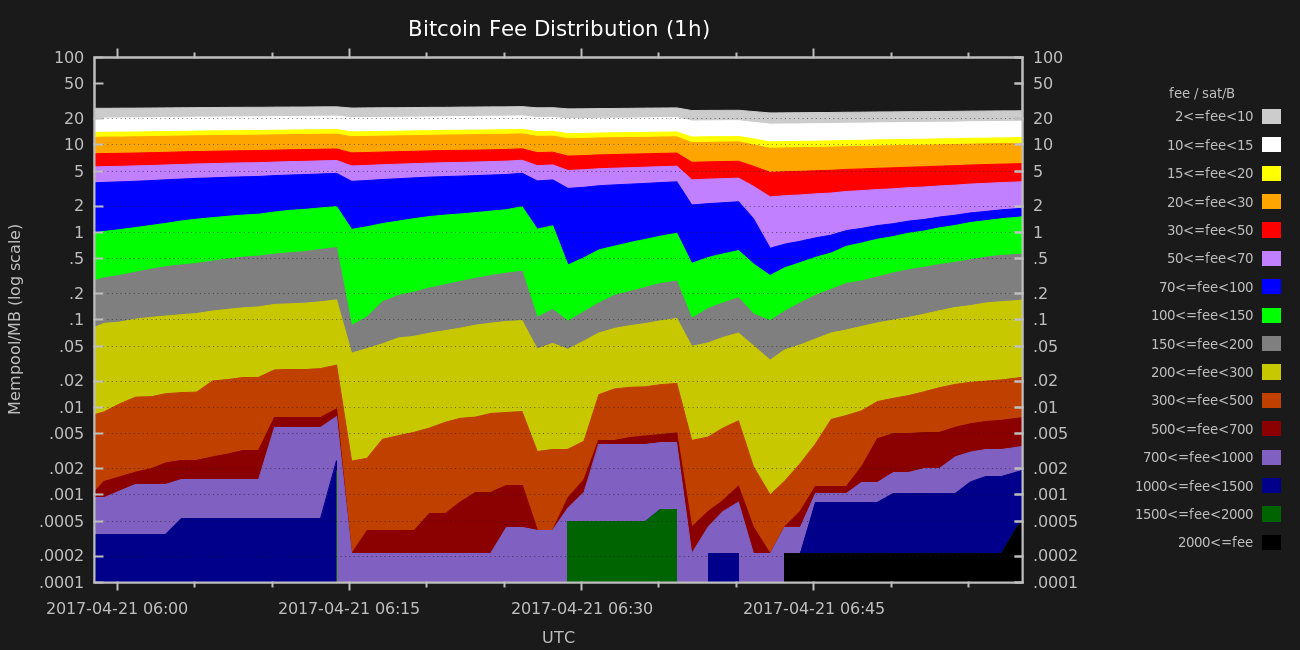 Bitcoin Fee Distribution (1h)
Mempool/MB (log scale)
100
50
20
10
5
2
1
.5
.2
.1
.05
.02
.01
.005
.002
.001
.0005
.0002
.0001
100
50
20
10
5
2
1
.5
.2
.1
.05
.02
.01
.005
.002
.001
.0005
.0002
.0001
2017-04-21 06:00
2017-04-21 06:15
2017-04-21 06:30
2017-04-21 06:45
UTC
fee / sat/B
2<=fee<10
10<=fee<15
15<=fee<20
20<=fee<30
30<=fee<50
50<=fee<70
70<=fee<100
100<=fee<150
150<=fee<200
200<=fee<300
300<=fee<500
500<=fee<700
700<=fee<1000
1000<=fee<1500
1500<=fee<2000
2000<=fee